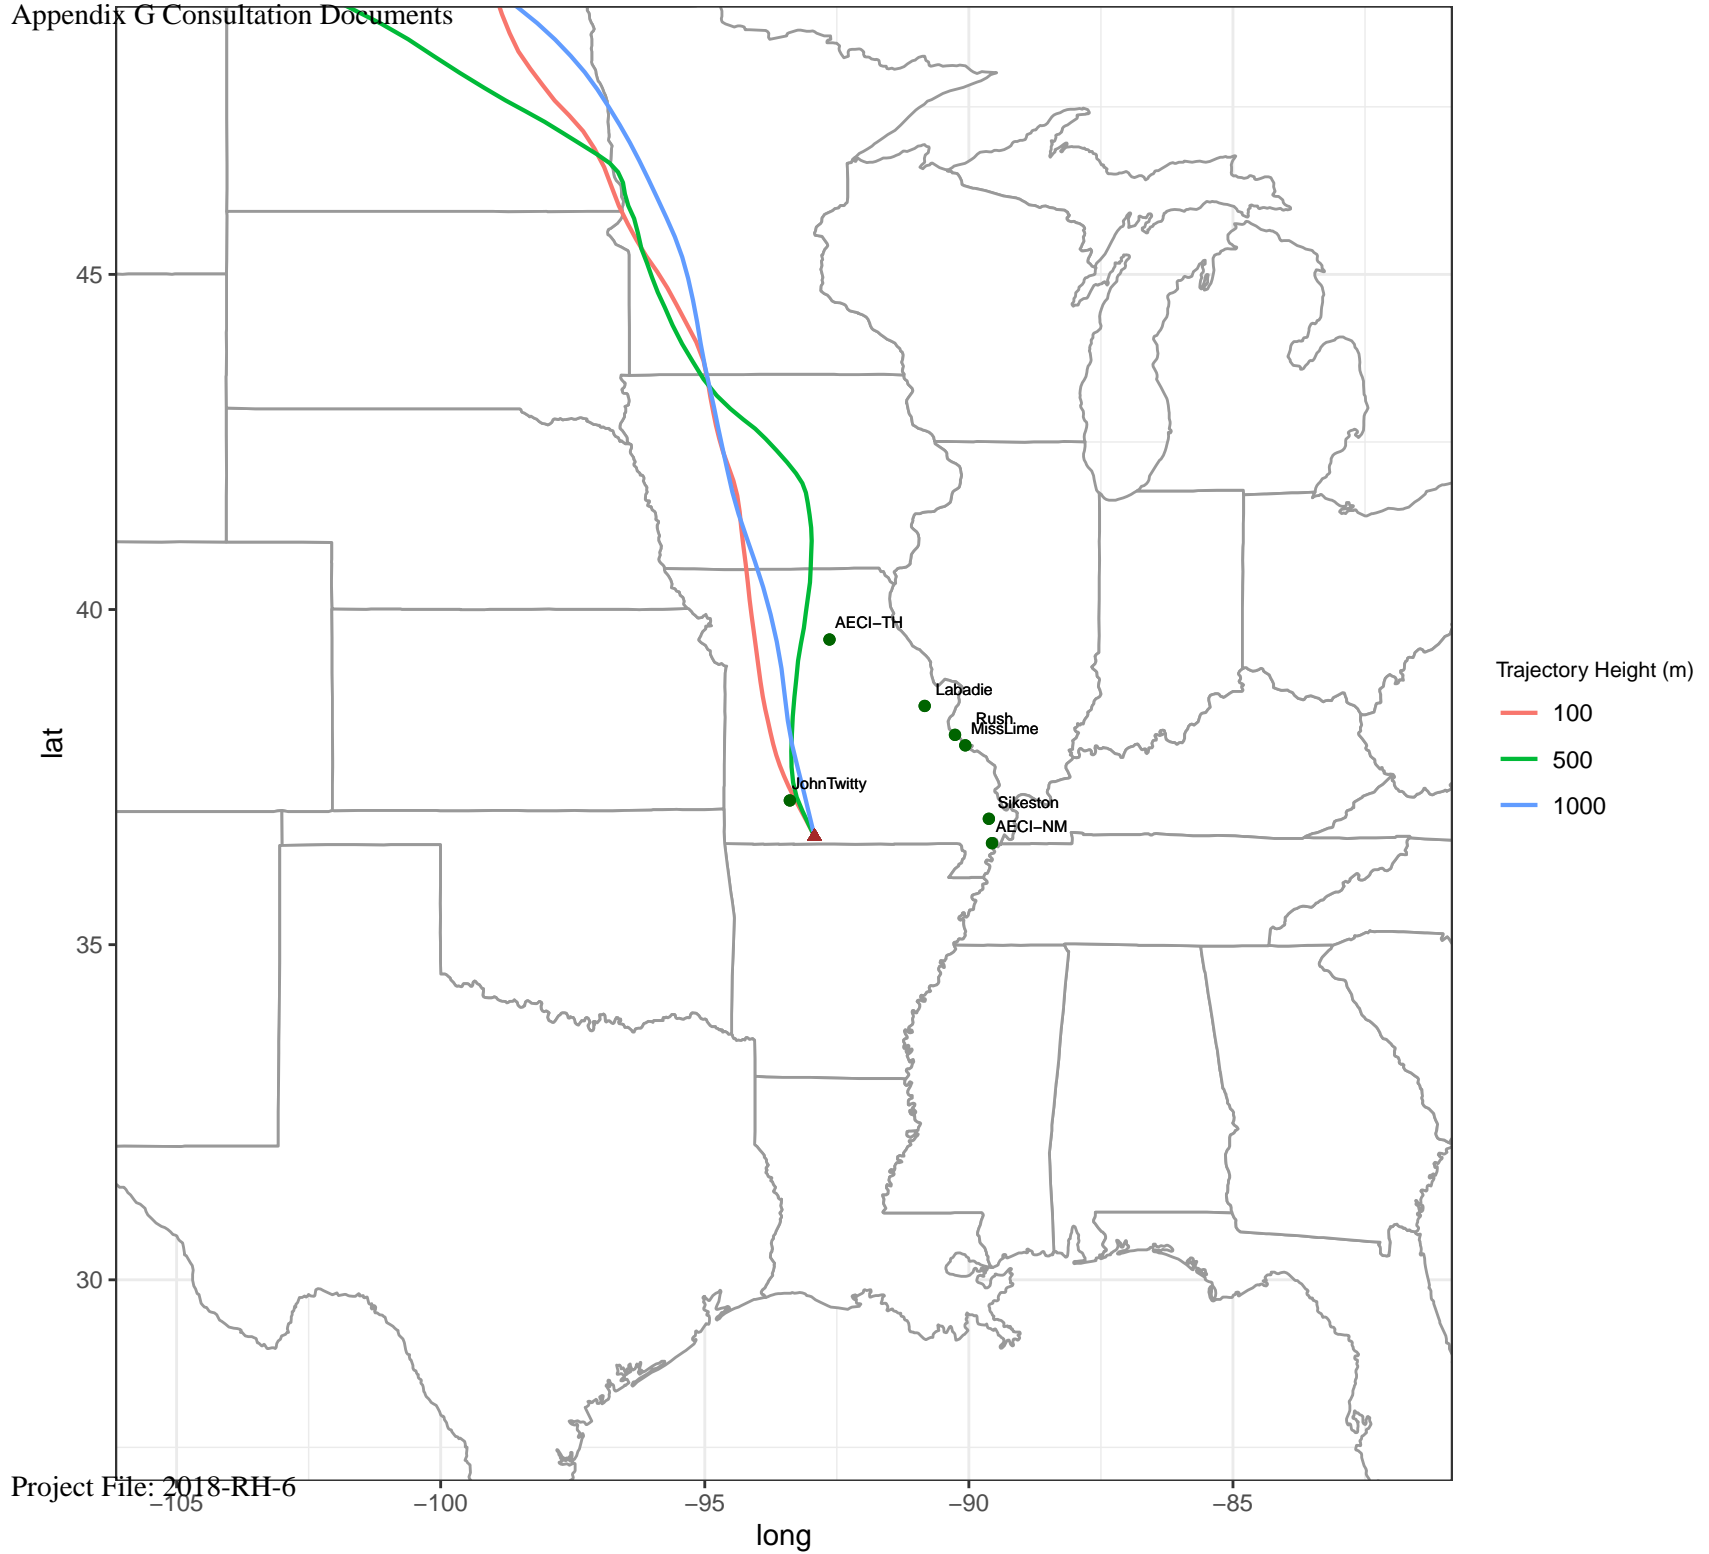 Appendix G Consultation Documents
45
40
35
30
lat
AECI−TH
Labadie
Rush
MissLime
JohnTwitty
Sikeston
AECI−NM
Trajectory Height (m)
100
500
1000
Project File: 2018-RH-6
−105
−100
−95
−90
−85
long